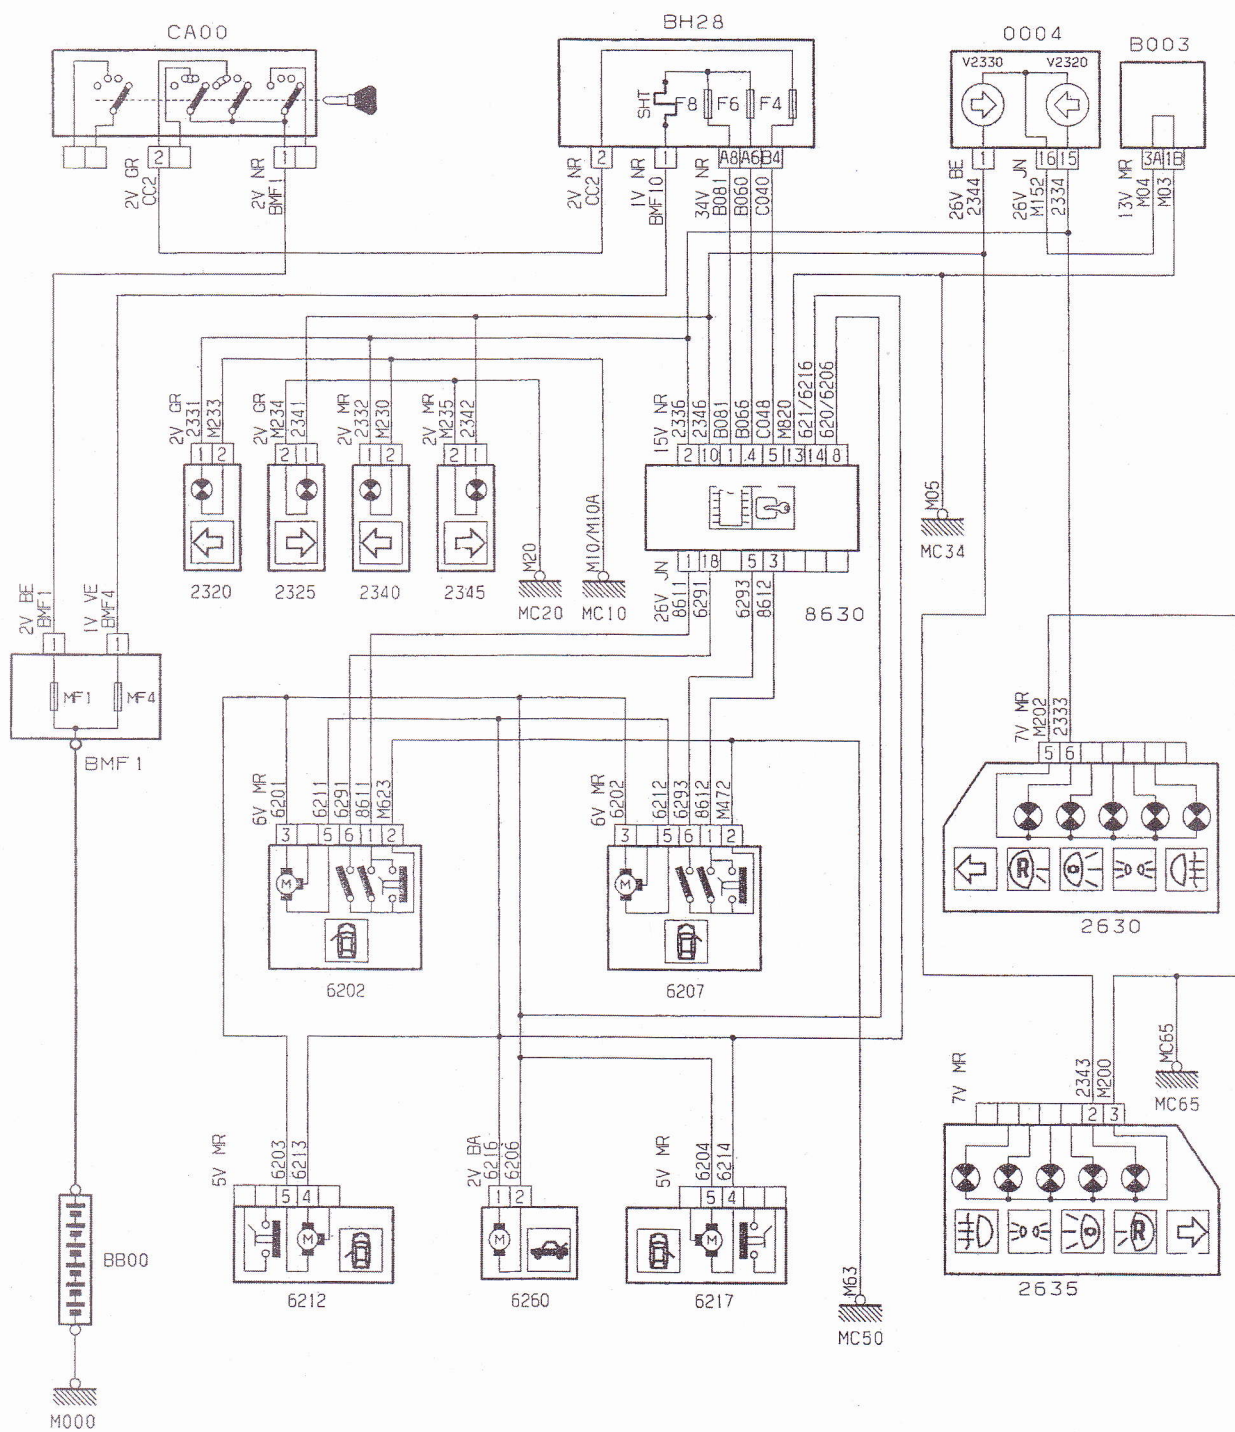 CA00
BH28
0004
B003
V2330 V2320
SHT F8 F6 F4
2 1
2 1 A8 A6 B4
1 16 15
3A 1B
2V GR
CC2
2V NR
BMF1
2V NR
CC2
1V NR
BMF10
34V NR
B081
B060
C040
26V BE
2344
26V JN
M152
2334
13V MR
M04
M03
2V GR
2331
M233
2V GR
M234
2341
2V MR
2332
M230
2V MR
M235
2342
15V NR
2336
2346
B081
B066
C048
M820
621/6216
620/6206
1 2
2 1
1 2
2 1
2 10 1 4 5 13 14 8
2320
2325
2340
2345
M20
MC20
M10/M10A
MC10
M05
MC34
1 18 5 3
26V JN
8611
6291
6293
8612
8630
2V BE
BMF1
1V VE
BMF4
1 1
MF1 MF4
BMF1
6V MR
6201
6211
6291
8611
M623
3 5 6 1 2
M
6202
6V MR
6202
6212
6293
8612
M472
3 5 6 1 2
M
6207
7V MR
M202
2333
5 6
R
2630
MC65
MC65
7V MR
2343
M200
2 3
R
2635
5V MR
6203
6213
5 4
M
6212
2V BA
6216
6206
1 2
M
6260
5V MR
6204
6214
5 4
M
6217
M63
MC50
BB00
M000